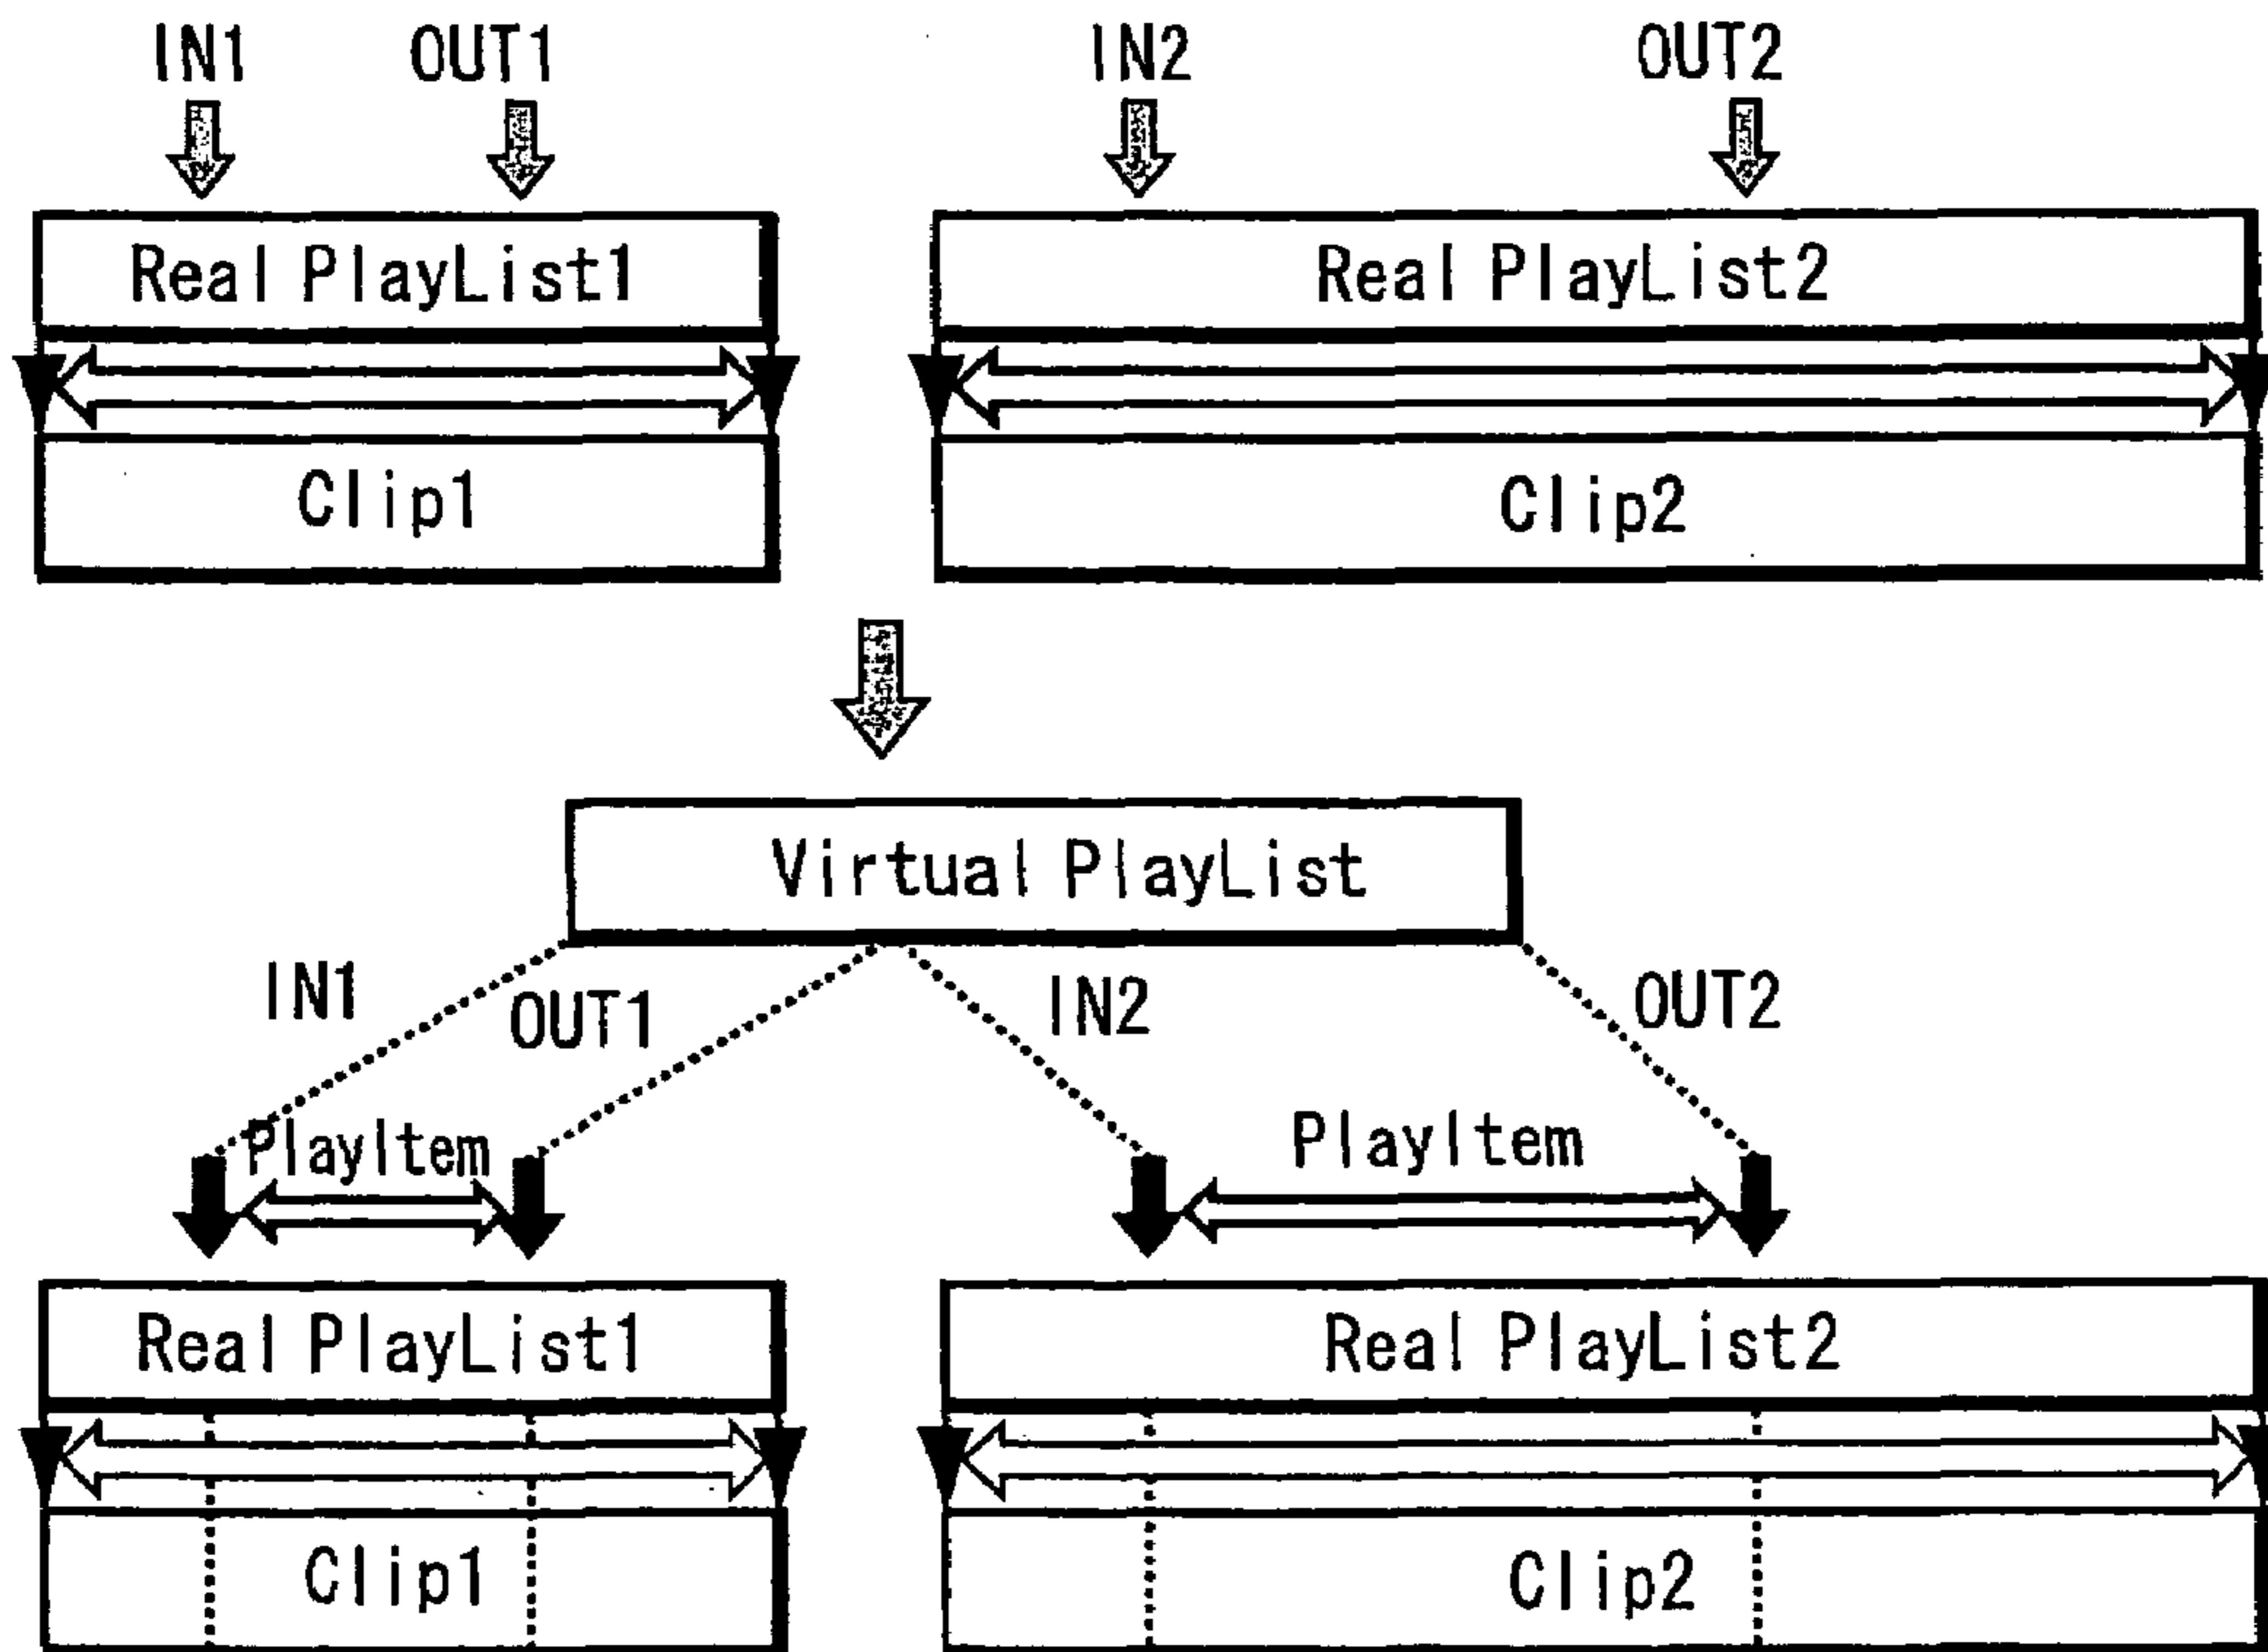 IN1 OUT1 IN2 OUT2
Real PlayList1 Real PlayList2
Clip1 Clip2
Virtual PlayList
IN1 OUT1 IN2 OUT2
PlayItem PlayItem
Real PlayList1 Real PlayList2
Clip1 Clip2